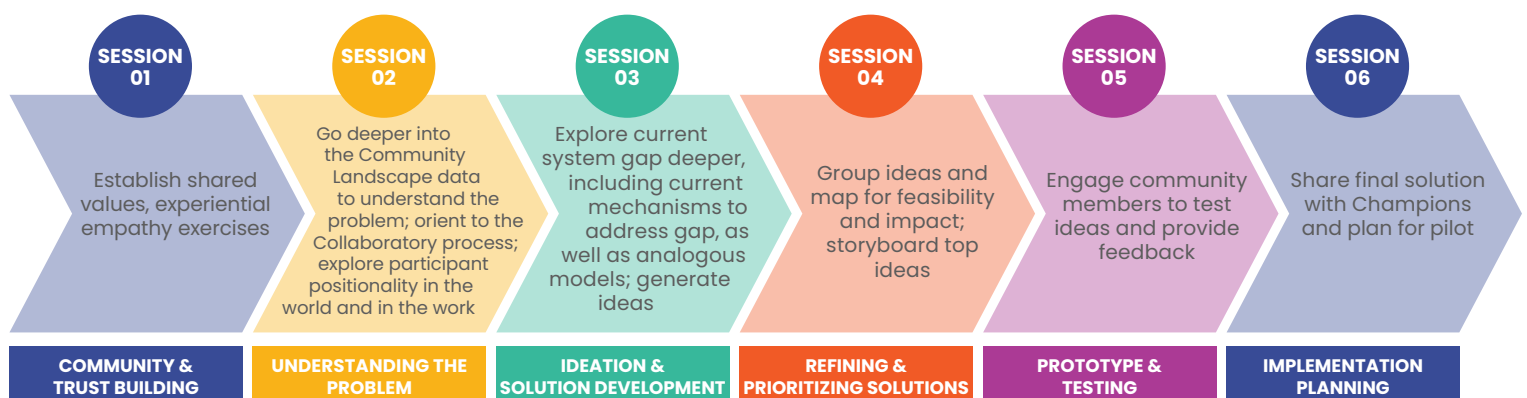 SESSION
01
Establish shared
values, experiential
empathy exercises
COMMUNITY &
TRUST BUILDING
SESSION
02
Go deeper into
the Community
Landscape data
to understand the
problem; orient to the
Collaboratory process;
explore participant
positionality in the
world and in the work
UNDERSTANDING THE
PROBLEM
SESSION
03
Explore current
system gap deeper,
including current
mechanisms to
address gap, as
well as analogous
models; generate
ideas
IDEATION &
SOLUTION DEVELOPMENT
SESSION
04
Group ideas and
map for feasibility
and impact;
storyboard top
ideas
REFINING &
PRIORITIZING SOLUTIONS
SESSION
05
Engage community
members to test
ideas and provide
feedback
PROTOTYPE &
TESTING
SESSION
06
Share final solution
with Champions
and plan for pilot
IMPLEMENTATION
PLANNING